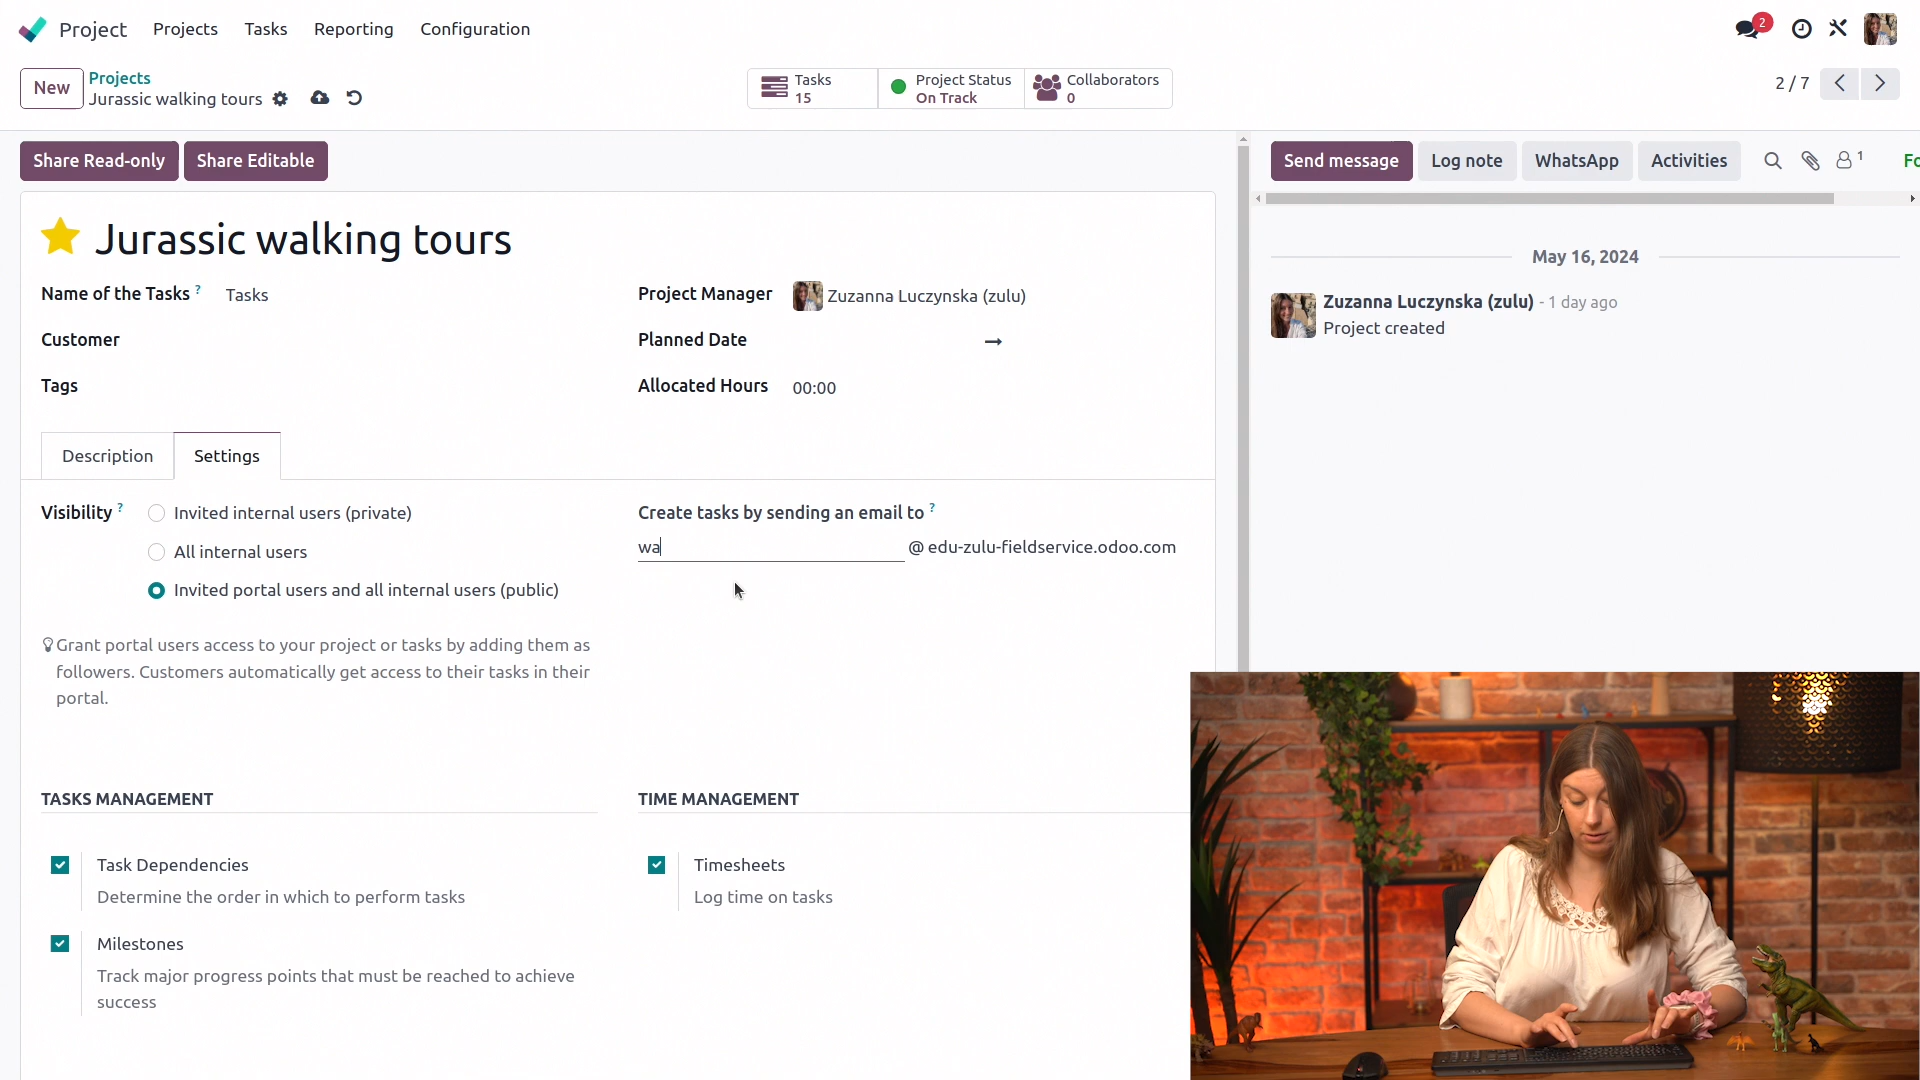 Project Projects Tasks Reporting Configuration 2
New Projects
Jurassic walking tours
Tasks
15
Project Status
On Track
Collaborators
0
2 / 7
Share Read-only Share Editable
Send message Log note WhatsApp Activities 1 Fo
Jurassic walking tours
Name of the Tasks ? Tasks
Customer
Tags
Project Manager Zuzanna Luczynska (zulu)
Planned Date →
Allocated Hours 00:00
May 16, 2024
Zuzanna Luczynska (zulu) - 1 day ago
Project created
Description Settings
Visibility ? Invited internal users (private)
All internal users
Invited portal users and all internal users (public)
Grant portal users access to your project or tasks by adding them as
followers. Customers automatically get access to their tasks in their
portal.
Create tasks by sending an email to ?
wa @ edu-zulu-fieldservice.odoo.com
TASKS MANAGEMENT
Task Dependencies
Determine the order in which to perform tasks
Milestones
Track major progress points that must be reached to achieve
success
TIME MANAGEMENT
Timesheets
Log time on tasks